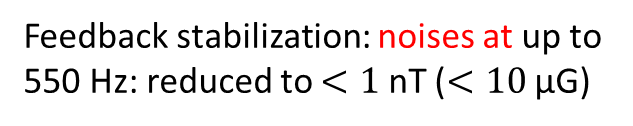 Feedback stabilization: noises at up to
550 Hz: reduced to < 1 nT (< 10 μG)